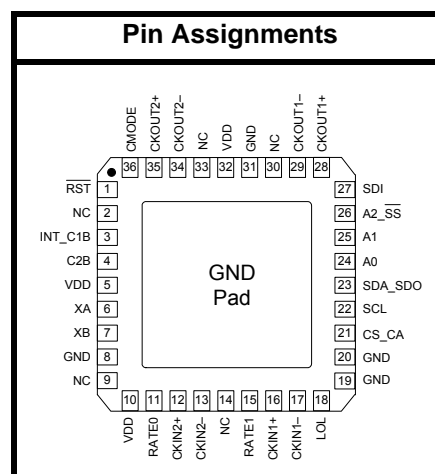 Pin Assignments
CMODE
CKOUT2+
CKOUT2–
NC
VDD
GND
NC
CKOUT1–
CKOUT1+
36 35 34 33 32 31 30 29 28
RST 1
NC 2
INT_C1B 3
C2B 4
VDD 5
XA 6
XB 7
GND 8
NC 9
GND
Pad
27 SDI
26 A2_SS
25 A1
24 A0
23 SDA_SDO
22 SCL
21 CS_CA
20 GND
19 GND
10 11 12 13 14 15 16 17 18
VDD
RATE0
CKIN2+
CKIN2–
NC
RATE1
CKIN1+
CKIN1–
LOL